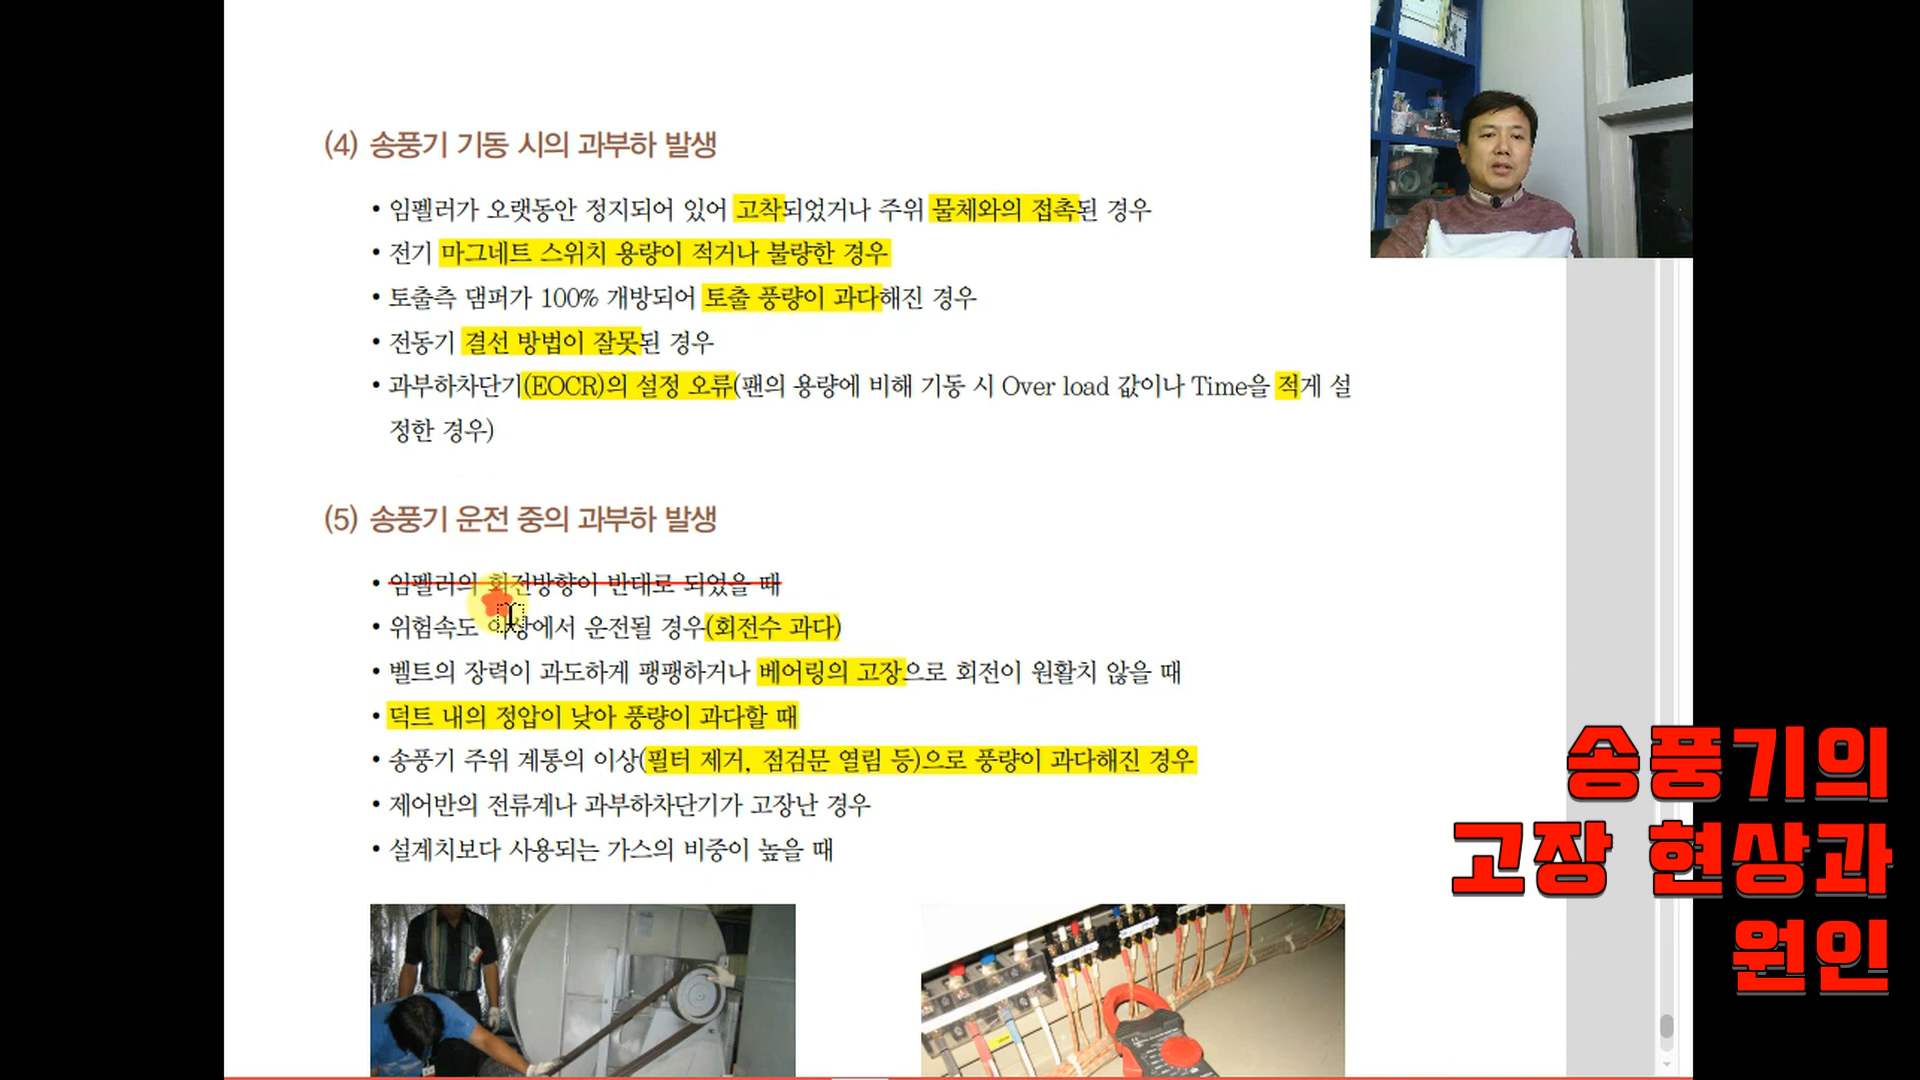 (4) 송풍기 기동 시의 과부하 발생
• 임펠러가 오랫동안 정지되어 있어 고착되었거나 주위 물체와의 접촉된 경우
• 전기 마그네트 스위치 용량이 적거나 불량한 경우
• 토출측 댐퍼가 100% 개방되어 토출 풍량이 과다해진 경우
• 전동기 결선 방법이 잘못된 경우
• 과부하차단기(EOCR)의 설정 오류(팬의 용량에 비해 기동 시 Over load 값이나 Time을 적게 설
정한 경우)
(5) 송풍기 운전 중의 과부하 발생
• 임펠러의 회전방향이 반대로 되었을 때
• 위험속도 이상에서 운전될 경우(회전수 과다)
• 벨트의 장력이 과도하게 팽팽하거나 베어링의 고장으로 회전이 원활치 않을 때
• 덕트 내의 정압이 낮아 풍량이 과다할 때
• 송풍기 주위 계통의 이상(필터 제거, 점검문 열림 등)으로 풍량이 과다해진 경우
• 제어반의 전류계나 과부하차단기가 고장난 경우
• 설계치보다 사용되는 가스의 비중이 높을 때
송풍기의
고장 현상과
원인